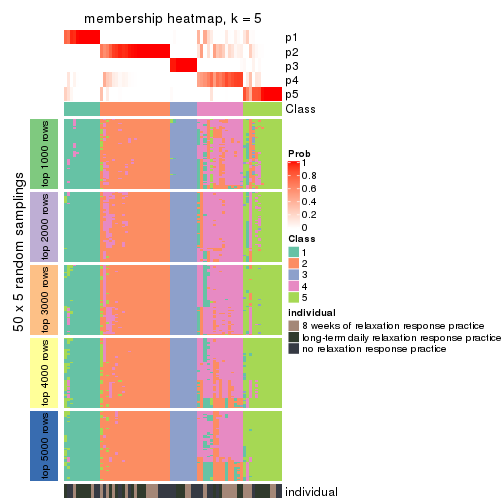 membership heatmap, k = 5
p1
p2
p3
p4
p5
Class
50 x 5 random samplings
top 1000 rows
top 2000 rows
top 3000 rows
top 4000 rows
top 5000 rows
individual
Prob
1
0.8
0.6
0.4
0.2
0
Class
1
2
3
4
5
individual
8 weeks of relaxation response practice
long-term daily relaxation response practice
no relaxation response practice